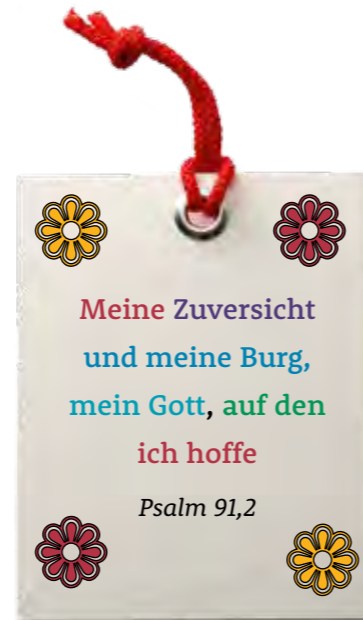 Meine Zuversicht
und meine Burg,
mein Gott, auf den
ich hoffe
Psalm 91,2